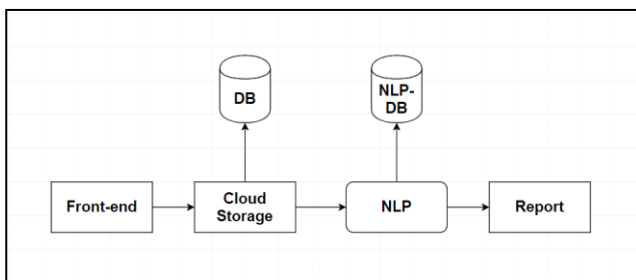 DB
NLP-
DB
Front-end
Cloud
Storage
NLP
Report